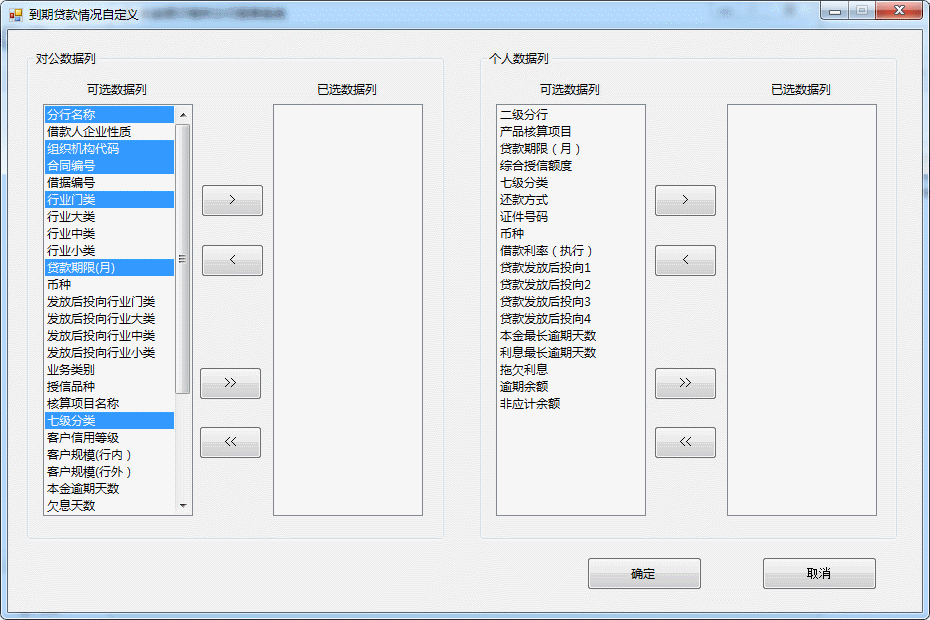 到期贷款情况自定义
对公数据列
可选数据列
已选数据列
分行名称
借款人企业性质
组织机构代码
合同编号
借据编号
行业门类
行业大类
行业中类
行业小类
贷款期限(月)
币种
发放后投向行业门类
发放后投向行业大类
发放后投向行业中类
发放后投向行业小类
业务类别
授信品种
核算项目名称
七级分类
客户信用等级
客户规模(行内）
客户规模(行外）
本金逾期天数
欠息天数
>
<
>>
<<
个人数据列
可选数据列
已选数据列
二级分行
产品核算项目
贷款期限（月）
综合授信额度
七级分类
还款方式
证件号码
币种
借款利率（执行）
贷款发放后投向1
贷款发放后投向2
贷款发放后投向3
贷款发放后投向4
本金最长逾期天数
利息最长逾期天数
拖欠利息
逾期余额
非应计余额
>
<
>>
<<
确定
取消